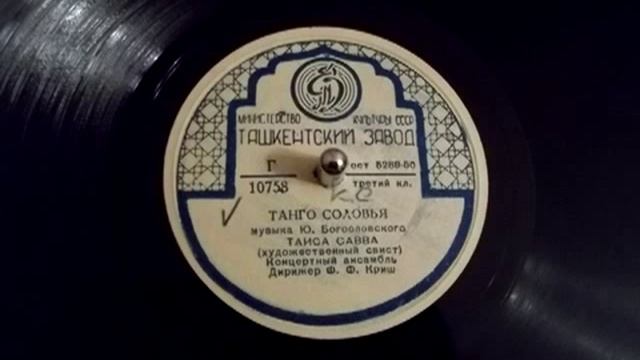 МИНИСТЕРСТВО КУЛЬТУРЫ СССР
ТАШКЕНТСКИЙ ЗАВОД
Г ГОСТ 5289-50
10758 третий кл.
ТАНГО СОЛОВЬЯ
музыка Ю. Богословского
ТАИСА САВВА
(художественный свист)
Концертный ансамбль
Дирижер Ф. Ф. Криш